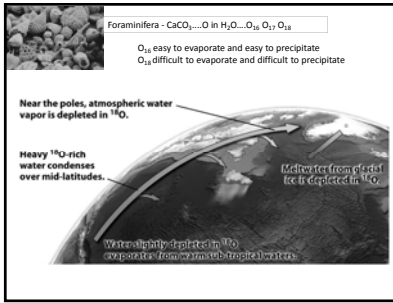 Foraminifera - CaCO₃....O in H₂O....O₁₆ O₁₇ O₁₈
O₁₆ easy to evaporate and easy to precipitate
O₁₈ difficult to evaporate and difficult to precipitate
Near the poles, atmospheric water
vapor is depleted in ¹⁸O.
Heavy ¹⁸O-rich
water condenses
over mid-latitudes.
Meltwater from glacial
ice is depleted in ¹⁸O.
Water slightly depleted in ¹⁸O
evaporates from warm sub-tropical waters.